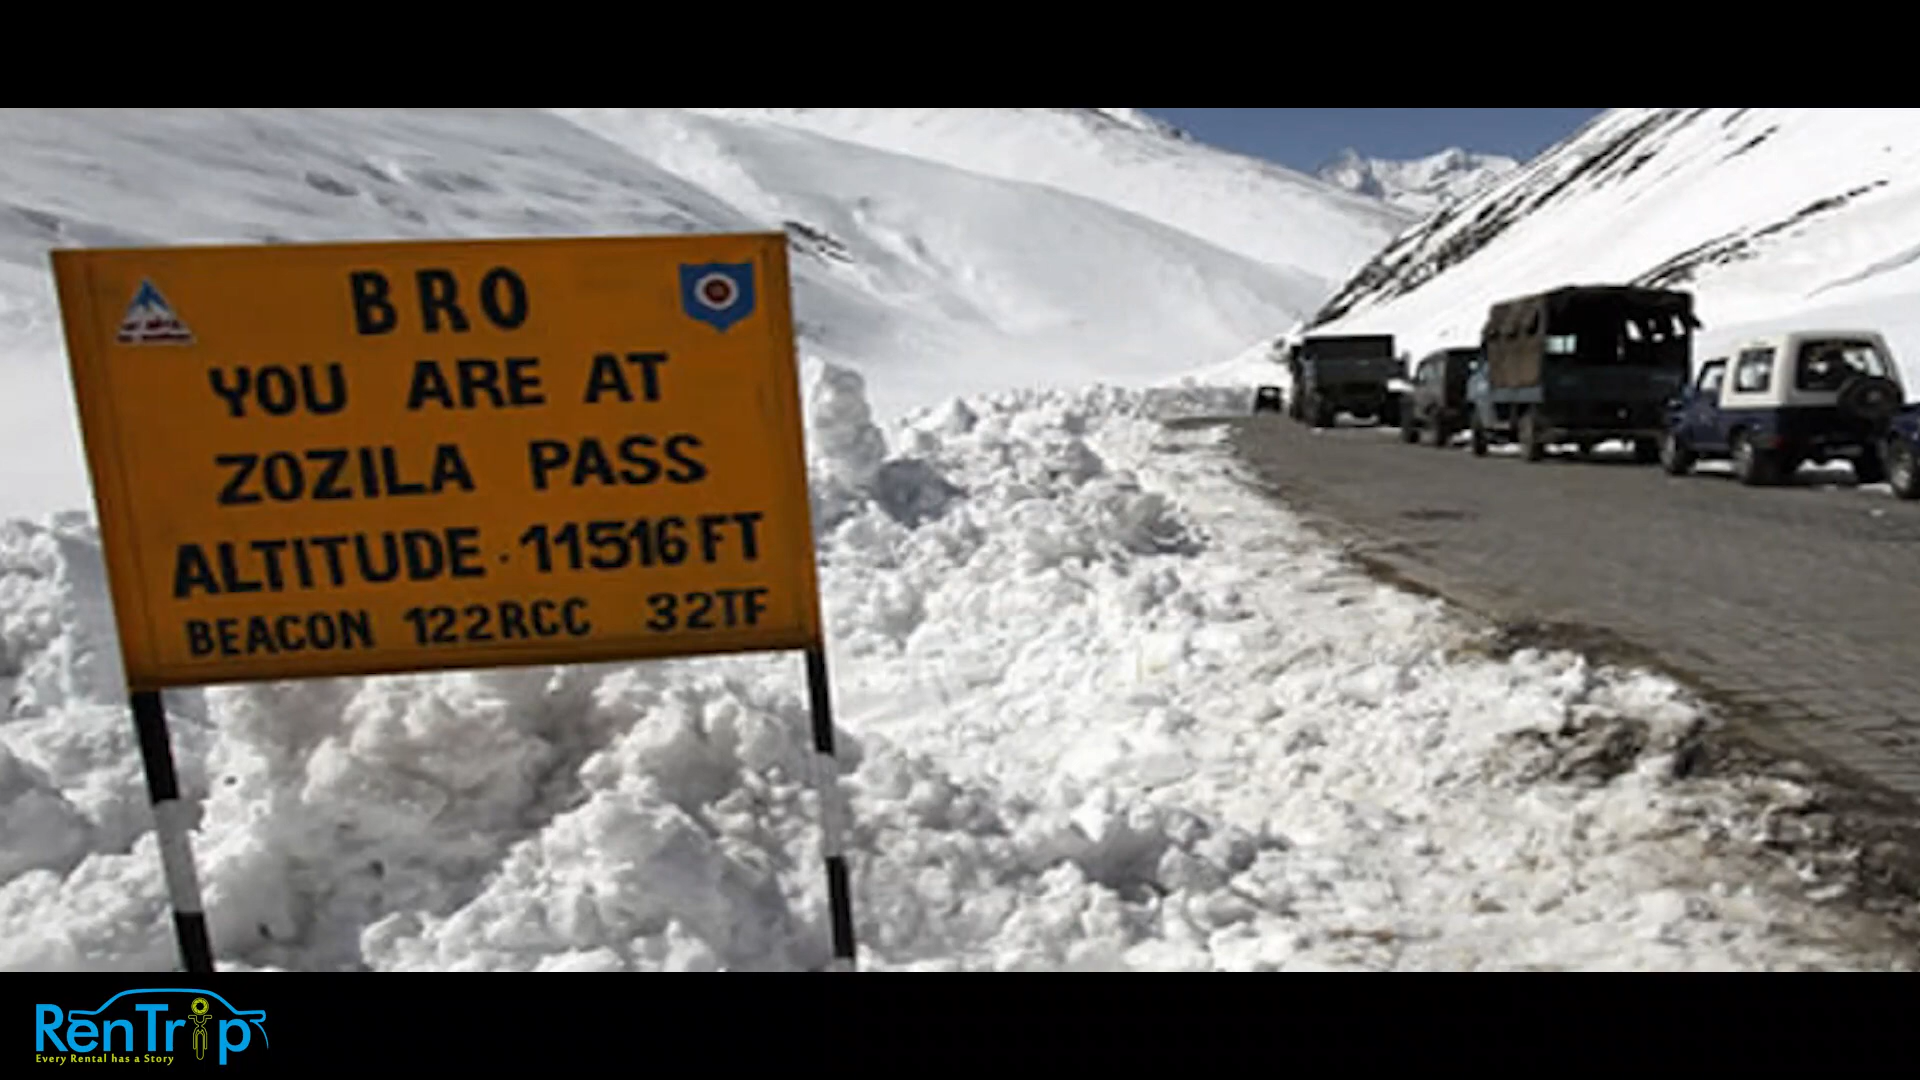 BRO
YOU ARE AT
ZOZILA PASS
ALTITUDE · 11516 FT
BEACON 122RCC 32TF
RenTrip
Every Rental has a Story